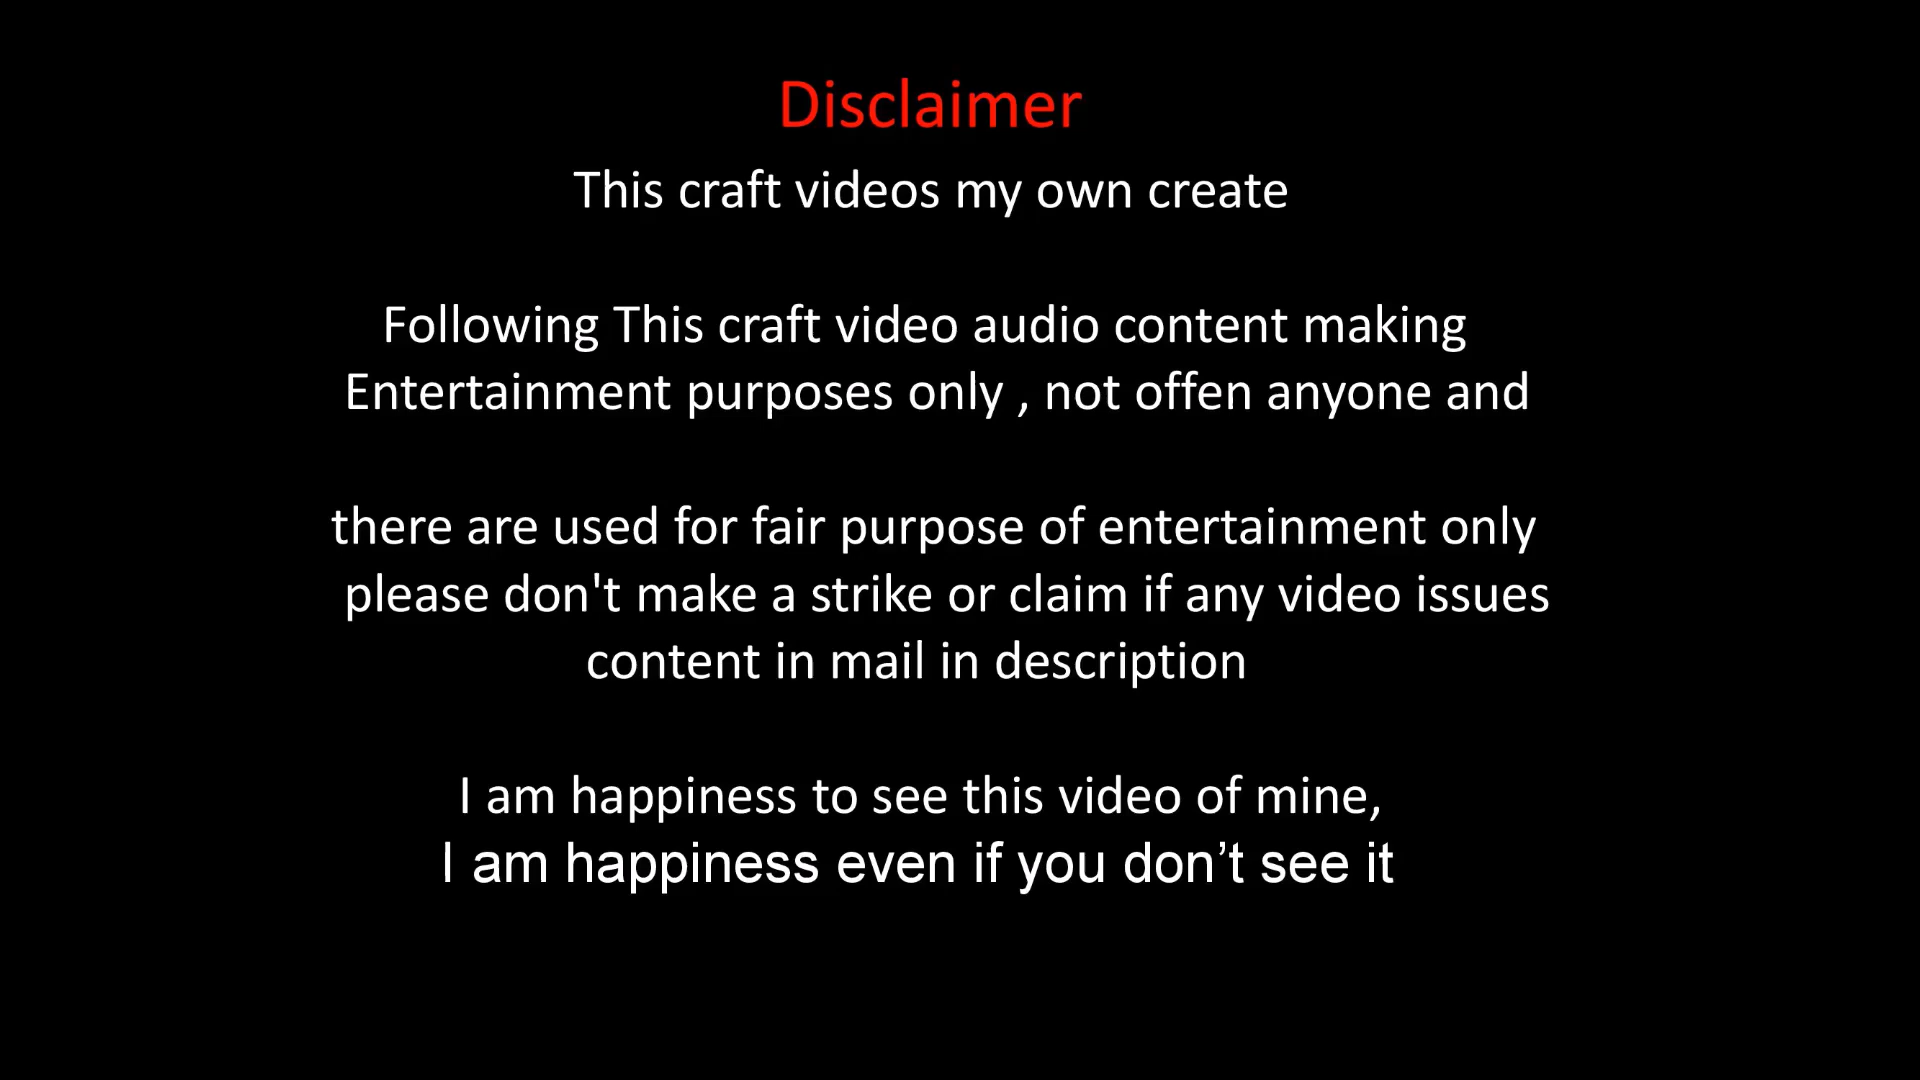 Disclaimer
This craft videos my own create
Following This craft video audio content making
Entertainment purposes only , not offen anyone and
there are used for fair purpose of entertainment only
please don't make a strike or claim if any video issues
content in mail in description
I am happiness to see this video of mine,
I am happiness even if you don’t see it